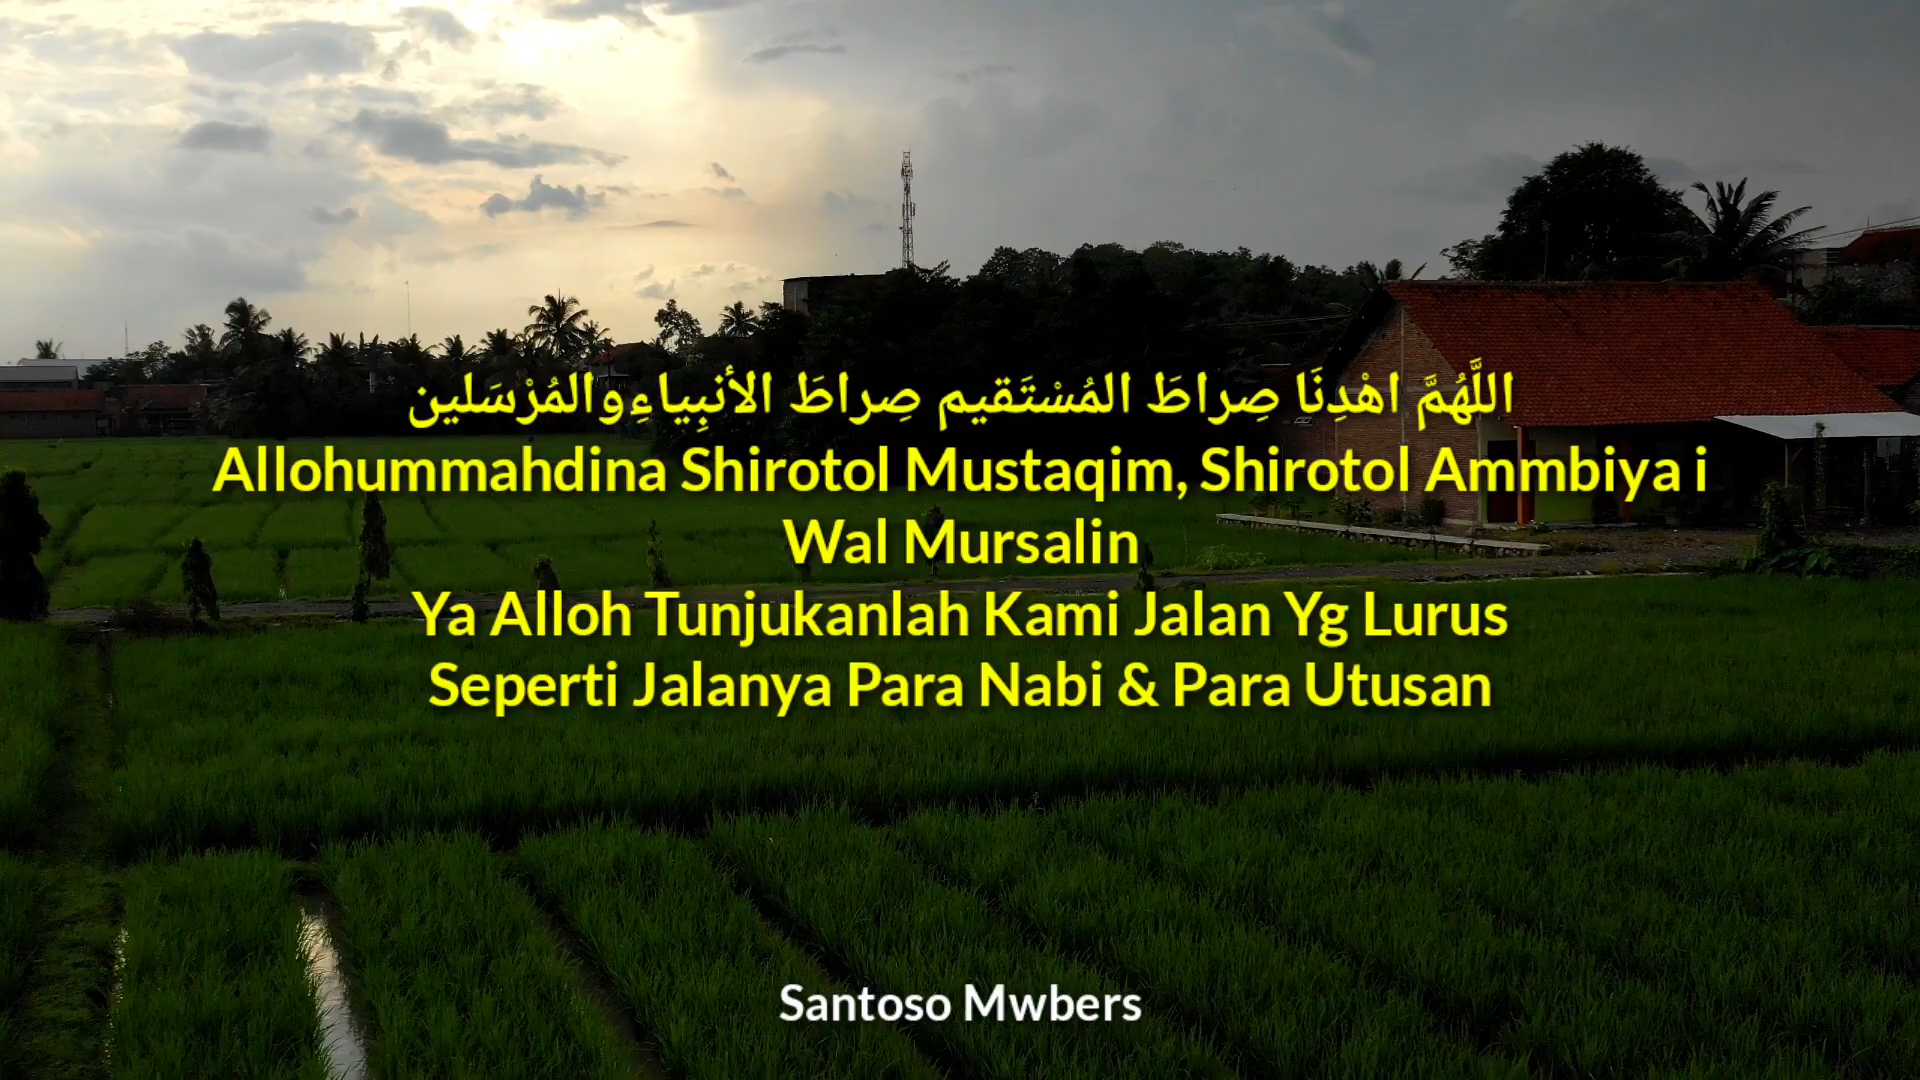 اللَّهُمَّ اهْدِنَا صِراطَ المُسْتَقيم صِراطَ الأنبِياءِوالمُرْسَلين
Allohummahdina Shirotol Mustaqim, Shirotol Ammbiya i
Wal Mursalin
Ya Alloh Tunjukanlah Kami Jalan Yg Lurus
Seperti Jalanya Para Nabi & Para Utusan
Santoso Mwbers